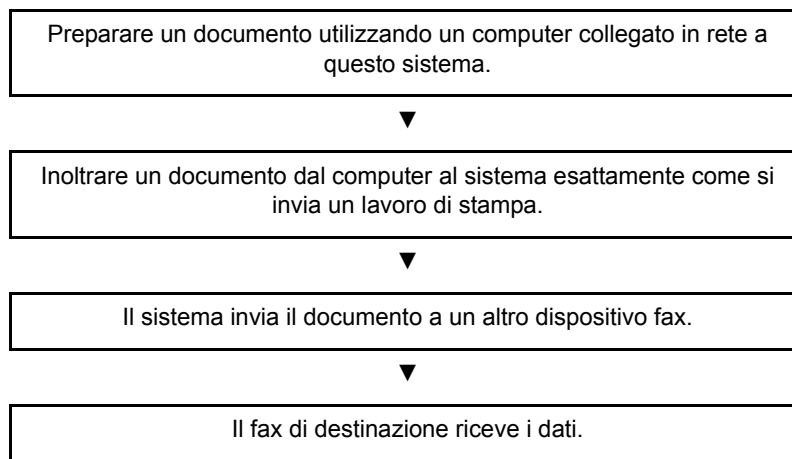 Preparare un documento utilizzando un computer collegato in rete a
questo sistema.
▼
Inoltrare un documento dal computer al sistema esattamente come si
invia un lavoro di stampa.
▼
Il sistema invia il documento a un altro dispositivo fax.
▼
Il fax di destinazione riceve i dati.